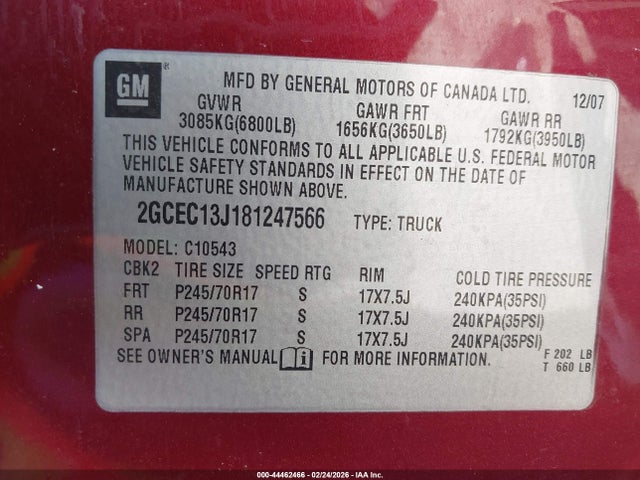 GM ®
MFD BY GENERAL MOTORS OF CANADA LTD. 12/07
GVWR GAWR FRT GAWR RR
3085KG(6800LB) 1656KG(3650LB) 1792KG(3950LB)
THIS VEHICLE CONFORMS TO ALL APPLICABLE U.S. FEDERAL MOTOR
VEHICLE SAFETY STANDARDS IN EFFECT ON THE DATE OF
MANUFACTURE SHOWN ABOVE.
2GCEC13J181247566 TYPE: TRUCK
MODEL: C10543
CBK2 TIRE SIZE SPEED RTG RIM COLD TIRE PRESSURE
FRT P245/70R17 S 17X7.5J 240KPA(35PSI)
RR P245/70R17 S 17X7.5J 240KPA(35PSI)
SPA P245/70R17 S 17X7.5J 240KPA(35PSI)
SEE OWNER'S MANUAL FOR MORE INFORMATION. F 202 LB
T 660 LB
000-44462466 - 02/24/2026 - IAA Inc.